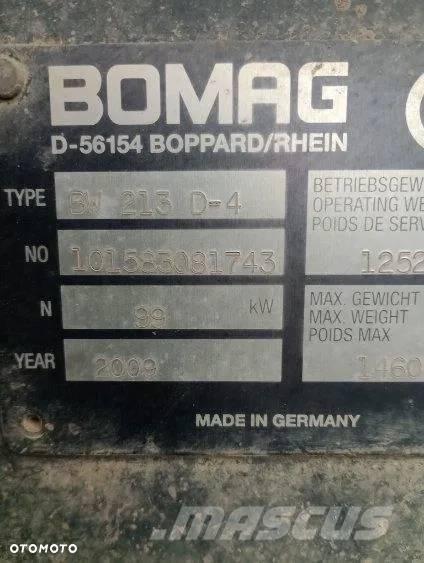 BOMAG
D-56154 BOPPARD/RHEIN
TYPE BW 213 D-4
BETRIEBSGEW
OPERATING WE
POIDS DE SERV
NO 101583081743
1252
N 99 kW
MAX. GEWICHT
MAX. WEIGHT
POIDS MAX
YEAR 2009
1460
MADE IN GERMANY
MASCUS
OTOMOTO